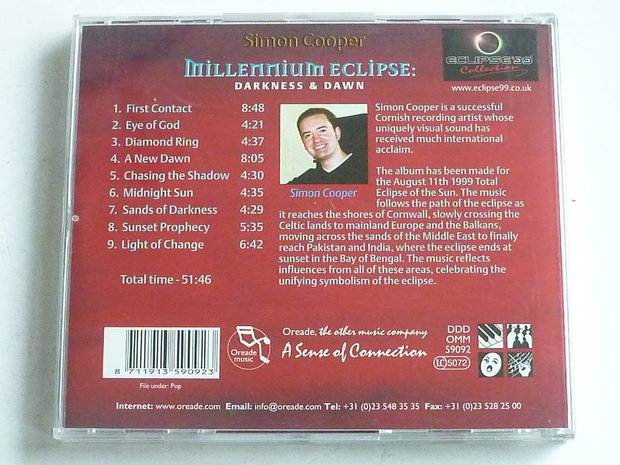 Simon Cooper
MILLENNIUM ECLIPSE:
DARKNESS & DAWN
ECLIPSE'99
Collection
www.eclipse99.co.uk
1. First Contact 8:48
2. Eye of God 4:21
3. Diamond Ring 4:37
4. A New Dawn 8:05
5. Chasing the Shadow 4:30
6. Midnight Sun 4:35
7. Sands of Darkness 4:29
8. Sunset Prophecy 5:35
9. Light of Change 6:42
Total time - 51:46
Simon Cooper
Simon Cooper is a successful
Cornish recording artist whose
uniquely visual sound has
received much international
acclaim.
The album has been made for
the August 11th 1999 Total
Eclipse of the Sun. The music
follows the path of the eclipse as
it reaches the shores of Cornwall, slowly crossing the
Celtic lands to mainland Europe and the Balkans,
moving across the sands of the Middle East to finally
reach Pakistan and India, where the eclipse ends at
sunset in the Bay of Bengal. The music reflects
influences from all of these areas, celebrating the
unifying symbolism of the eclipse.
8 711913 590923
File under: Pop
Oreade
music
Oreade, the other music company
A Sense of Connection
DDD
OMM
59092
LC 5072
Internet: www.oreade.com Email: info@oreade.com Tel: +31 (0)23 548 35 35 Fax: +31 (0)23 528 25 00